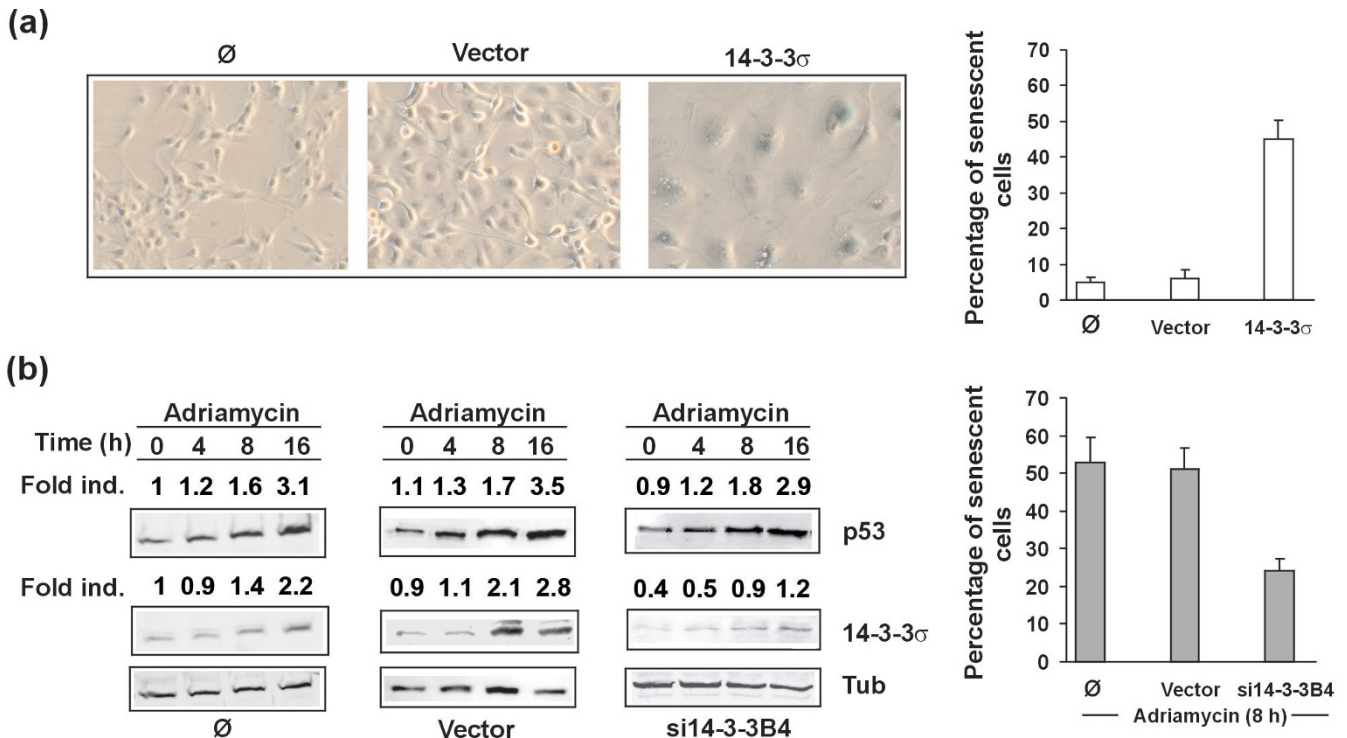 (a)
Ø Vector 14-3-3σ
Percentage of senescent
cells
70
60
50
40
30
20
10
0
Ø Vector 14-3-3σ
(b)
Adriamycin Adriamycin Adriamycin
Time (h) 0 4 8 16 0 4 8 16 0 4 8 16
Fold ind. 1 1.2 1.6 3.1 1.1 1.3 1.7 3.5 0.9 1.2 1.8 2.9
p53
Fold ind. 1 0.9 1.4 2.2 0.9 1.1 2.1 2.8 0.4 0.5 0.9 1.2
14-3-3σ
Tub
Ø Vector si14-3-3B4
Percentage of senescent
cells
70
60
50
40
30
20
10
0
Ø Vector si14-3-3B4
Adriamycin (8 h)